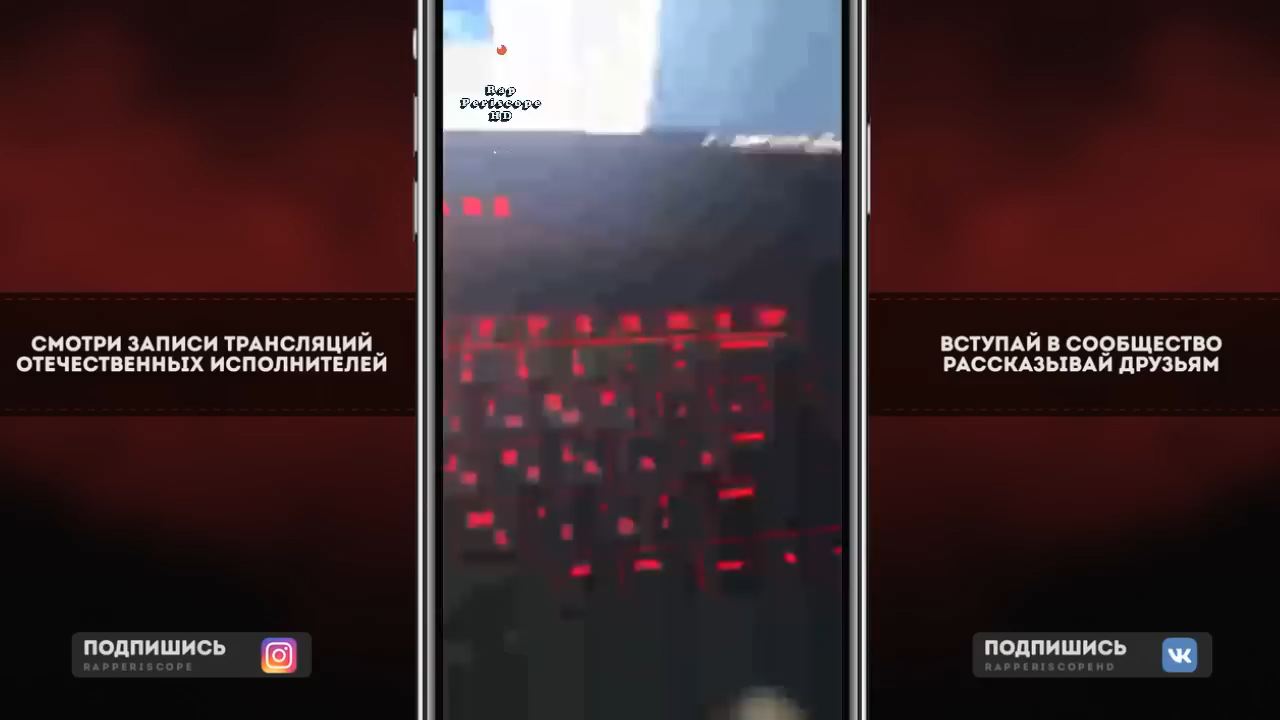 Rap
Periscope
HD
СМОТРИ ЗАПИСИ ТРАНСЛЯЦИЙ
ОТЕЧЕСТВЕННЫХ ИСПОЛНИТЕЛЕЙ
ВСТУПАЙ В СООБЩЕСТВО
РАССКАЗЫВАЙ ДРУЗЬЯМ
ПОДПИШИСЬ
RAPPERISCOPE
ПОДПИШИСЬ
RAPPERISCOPEHD